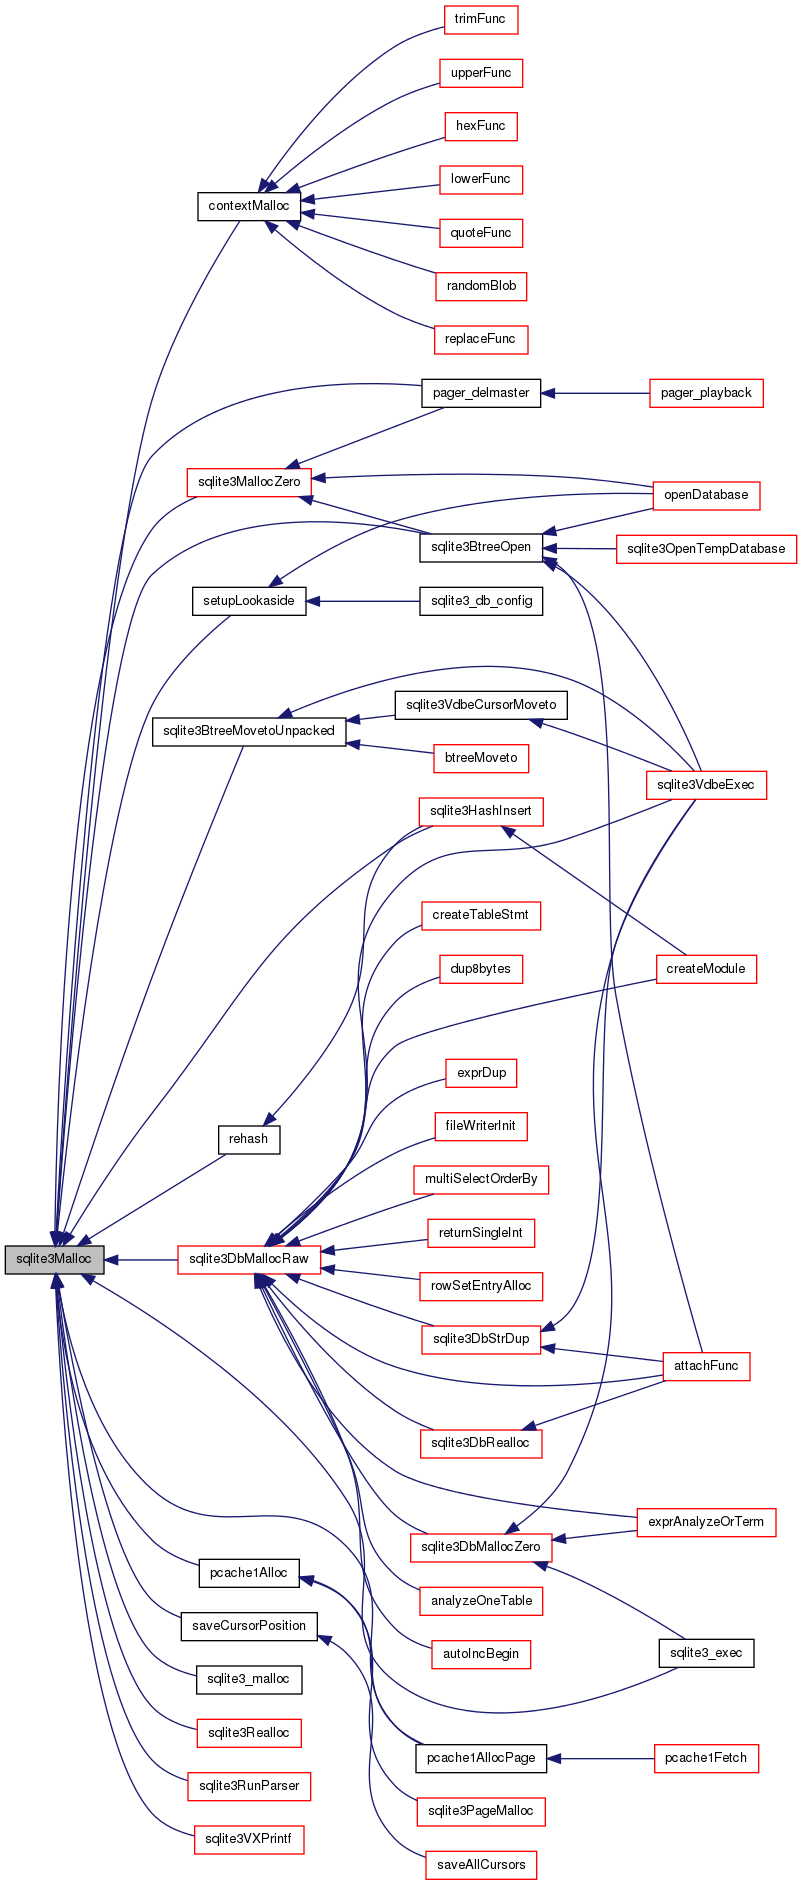 trimFunc
upperFunc
hexFunc
lowerFunc
contextMalloc
quoteFunc
randomBlob
replaceFunc
pager_delmaster
pager_playback
sqlite3MallocZero
openDatabase
sqlite3BtreeOpen
sqlite3OpenTempDatabase
setupLookaside
sqlite3_db_config
sqlite3VdbeCursorMoveto
sqlite3BtreeMovetoUnpacked
btreeMoveto
sqlite3VdbeExec
sqlite3HashInsert
createTableStmt
dup8bytes
createModule
exprDup
fileWriterInit
rehash
multiSelectOrderBy
returnSingleInt
sqlite3Malloc
sqlite3DbMallocRaw
rowSetEntryAlloc
sqlite3DbStrDup
attachFunc
sqlite3DbRealloc
exprAnalyzeOrTerm
sqlite3DbMallocZero
pcache1Alloc
analyzeOneTable
saveCursorPosition
autoIncBegin
sqlite3_exec
sqlite3_malloc
sqlite3Realloc
pcache1AllocPage
pcache1Fetch
sqlite3RunParser
sqlite3PageMalloc
sqlite3VXPrintf
saveAllCursors